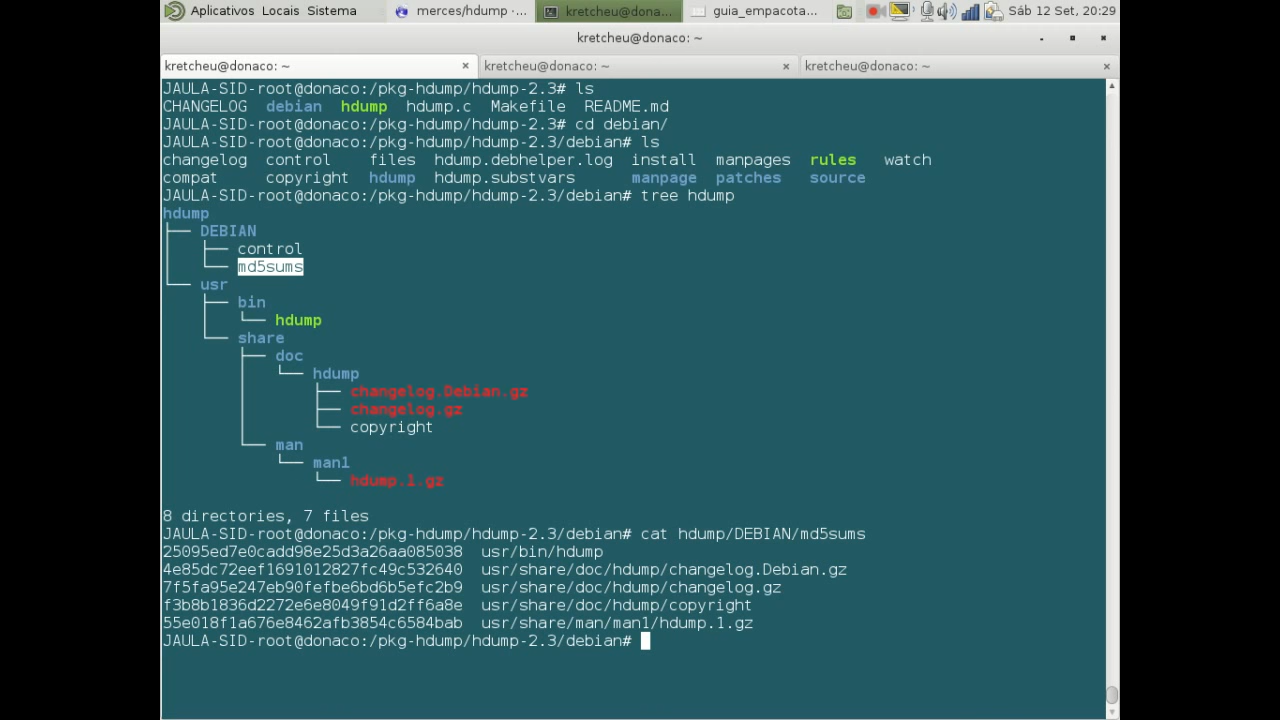 Aplicativos Locais Sistema merces/hdump -... kretcheu@dona... guia_empacota... Sáb 12 Set, 20:29
kretcheu@donaco: ~
kretcheu@donaco: ~ × kretcheu@donaco: ~ × kretcheu@donaco: ~ ×
JAULA-SID-root@donaco:/pkg-hdump/hdump-2.3# ls
CHANGELOG debian hdump hdump.c Makefile README.md
JAULA-SID-root@donaco:/pkg-hdump/hdump-2.3# cd debian/
JAULA-SID-root@donaco:/pkg-hdump/hdump-2.3/debian# ls
changelog control files hdump.debhelper.log install manpages rules watch
compat copyright hdump hdump.substvars manpage patches source
JAULA-SID-root@donaco:/pkg-hdump/hdump-2.3/debian# tree hdump
hdump
├── DEBIAN
│   ├── control
│   └── md5sums
└── usr
    ├── bin
    │   └── hdump
    └── share
        ├── doc
        │   └── hdump
        │       ├── changelog.Debian.gz
        │       ├── changelog.gz
        │       └── copyright
        └── man
            └── man1
                └── hdump.1.gz
8 directories, 7 files
JAULA-SID-root@donaco:/pkg-hdump/hdump-2.3/debian# cat hdump/DEBIAN/md5sums
25095ed7e0cadd98e25d3a26aa085038  usr/bin/hdump
4e85dc72eef1691012827fc49c532640  usr/share/doc/hdump/changelog.Debian.gz
7f5fa95e247eb90fefbe6bd6b5efc2b9  usr/share/doc/hdump/changelog.gz
f3b8b1836d2272e6e8049f91d2ff6a8e  usr/share/doc/hdump/copyright
55e018f1a676e8462afb3854c6584bab  usr/share/man/man1/hdump.1.gz
JAULA-SID-root@donaco:/pkg-hdump/hdump-2.3/debian#